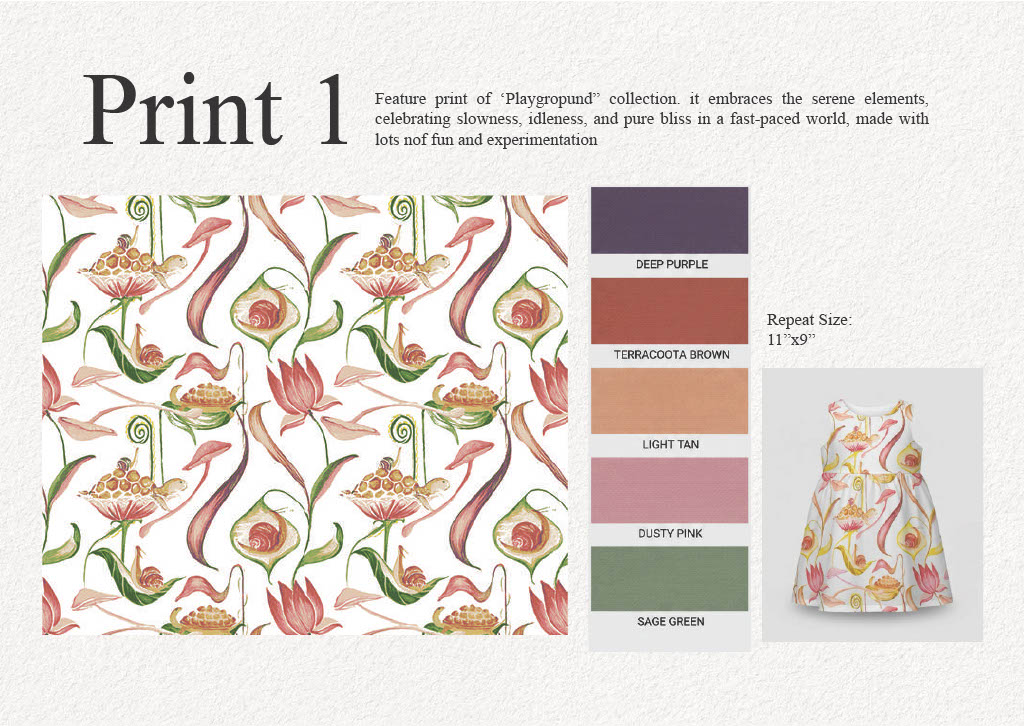 Print 1
Feature print of ‘Playgropund” collection. it embraces the serene elements,
celebrating slowness, idleness, and pure bliss in a fast-paced world, made with
lots nof fun and experimentation
DEEP PURPLE
TERRACOOTA BROWN
LIGHT TAN
DUSTY PINK
SAGE GREEN
Repeat Size:
11”x9”